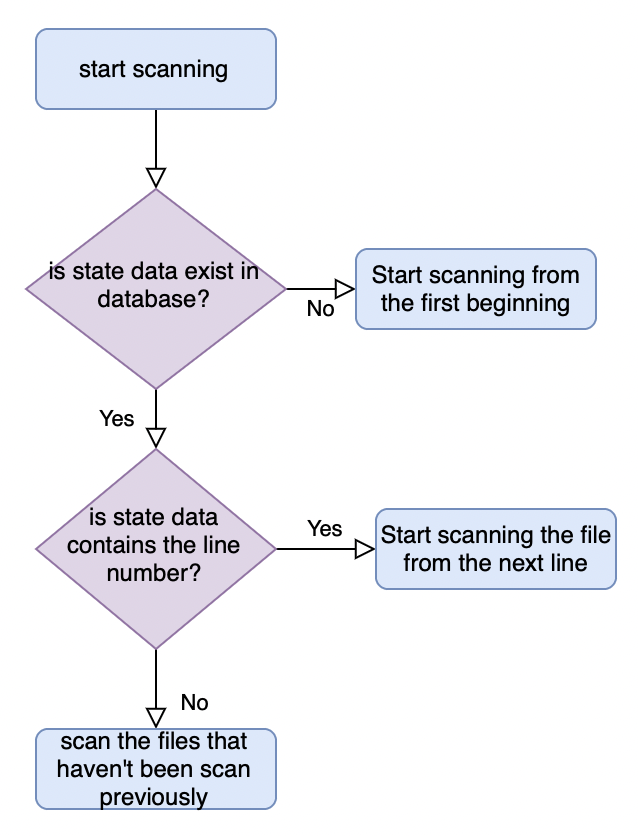 start scanning
is state data exist in
database?
No
Start scanning from
the first beginning
Yes
is state data
contains the line
number?
Yes
Start scanning the file
from the next line
No
scan the files that
haven't been scan
previously